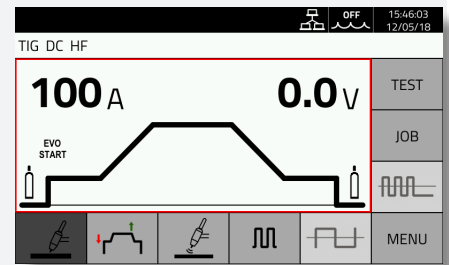 OFF
15:46:03
12/05/18
TIG DC HF
100 A
0.0 V
EVO
START
TEST
JOB
MENU